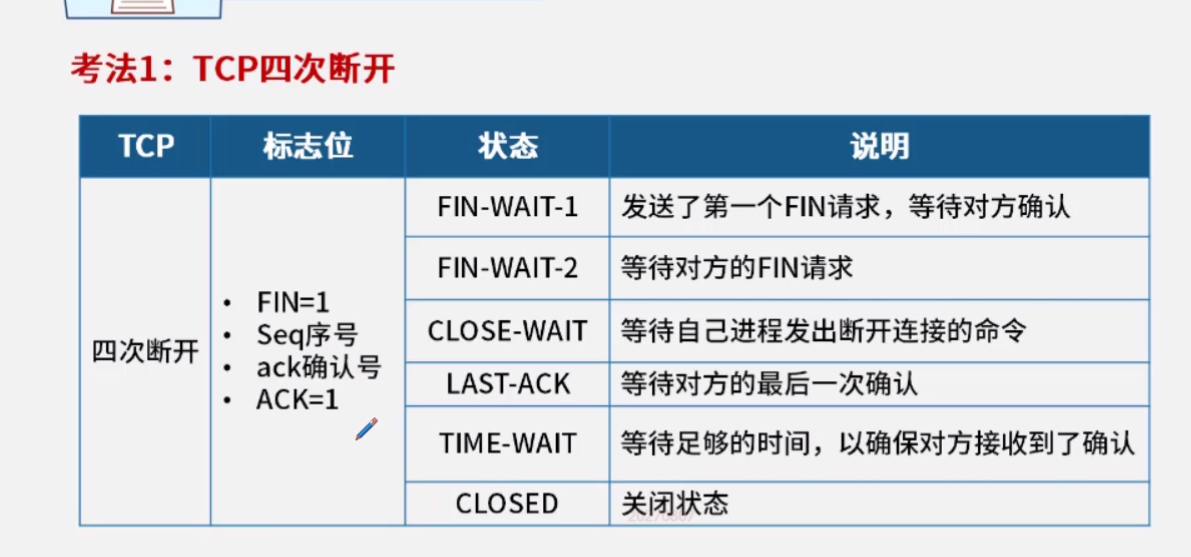 考法1：TCP四次断开
TCP 标志位 状态 说明
四次断开
• FIN=1
• Seq序号
• ack确认号
• ACK=1
FIN-WAIT-1 发送了第一个FIN请求，等待对方确认
FIN-WAIT-2 等待对方的FIN请求
CLOSE-WAIT 等待自己进程发出断开连接的命令
LAST-ACK 等待对方的最后一次确认
TIME-WAIT 等待足够的时间，以确保对方接收到了确认
CLOSED 关闭状态